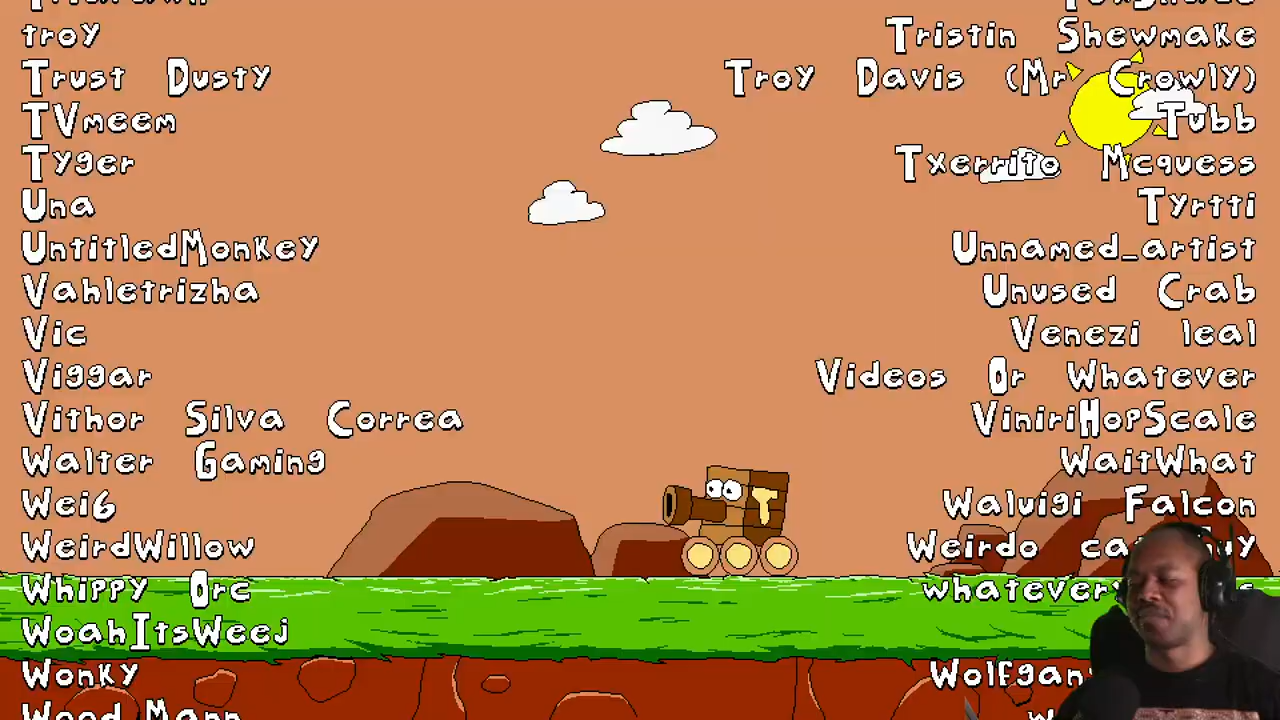 troy
Tristin Shewmake
Trust Dusty
Troy Davis (Mr Crowly)
TVmeem
Tubb
Tyger
Txerrito Mcquess
Una
Tyrtti
UntitledMonkey
Unnamed_artist
Vahletrizha
Unused Crab
Vic
Venezi leal
Viggar
Videos Or Whatever
Vithor Silva Correa
ViniriHopScale
Walter Gaming
WaitWhat
Wei6
Waluigi Falcon
WeirdWillow
Weirdo
Whippy Orc
WoahItsWeej
Wonky
Wood Mann
T